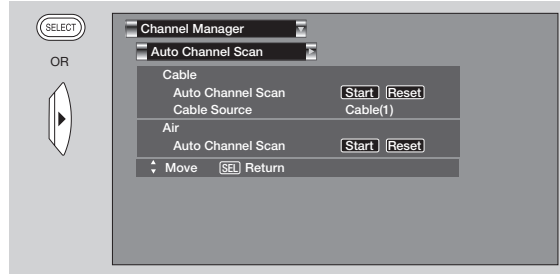 SELECT
OR
Channel Manager
Auto Channel Scan
Cable
Auto Channel Scan Start Reset
Cable Source Cable(1)
Air
Auto Channel Scan Start Reset
Move SEL Return